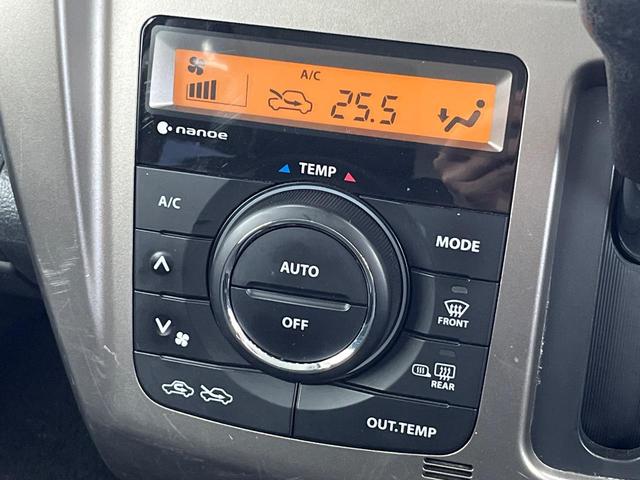 A/C
25.5
nanoe
TEMP
A/C
MODE
AUTO
OFF
FRONT
REAR
OUT.TEMP